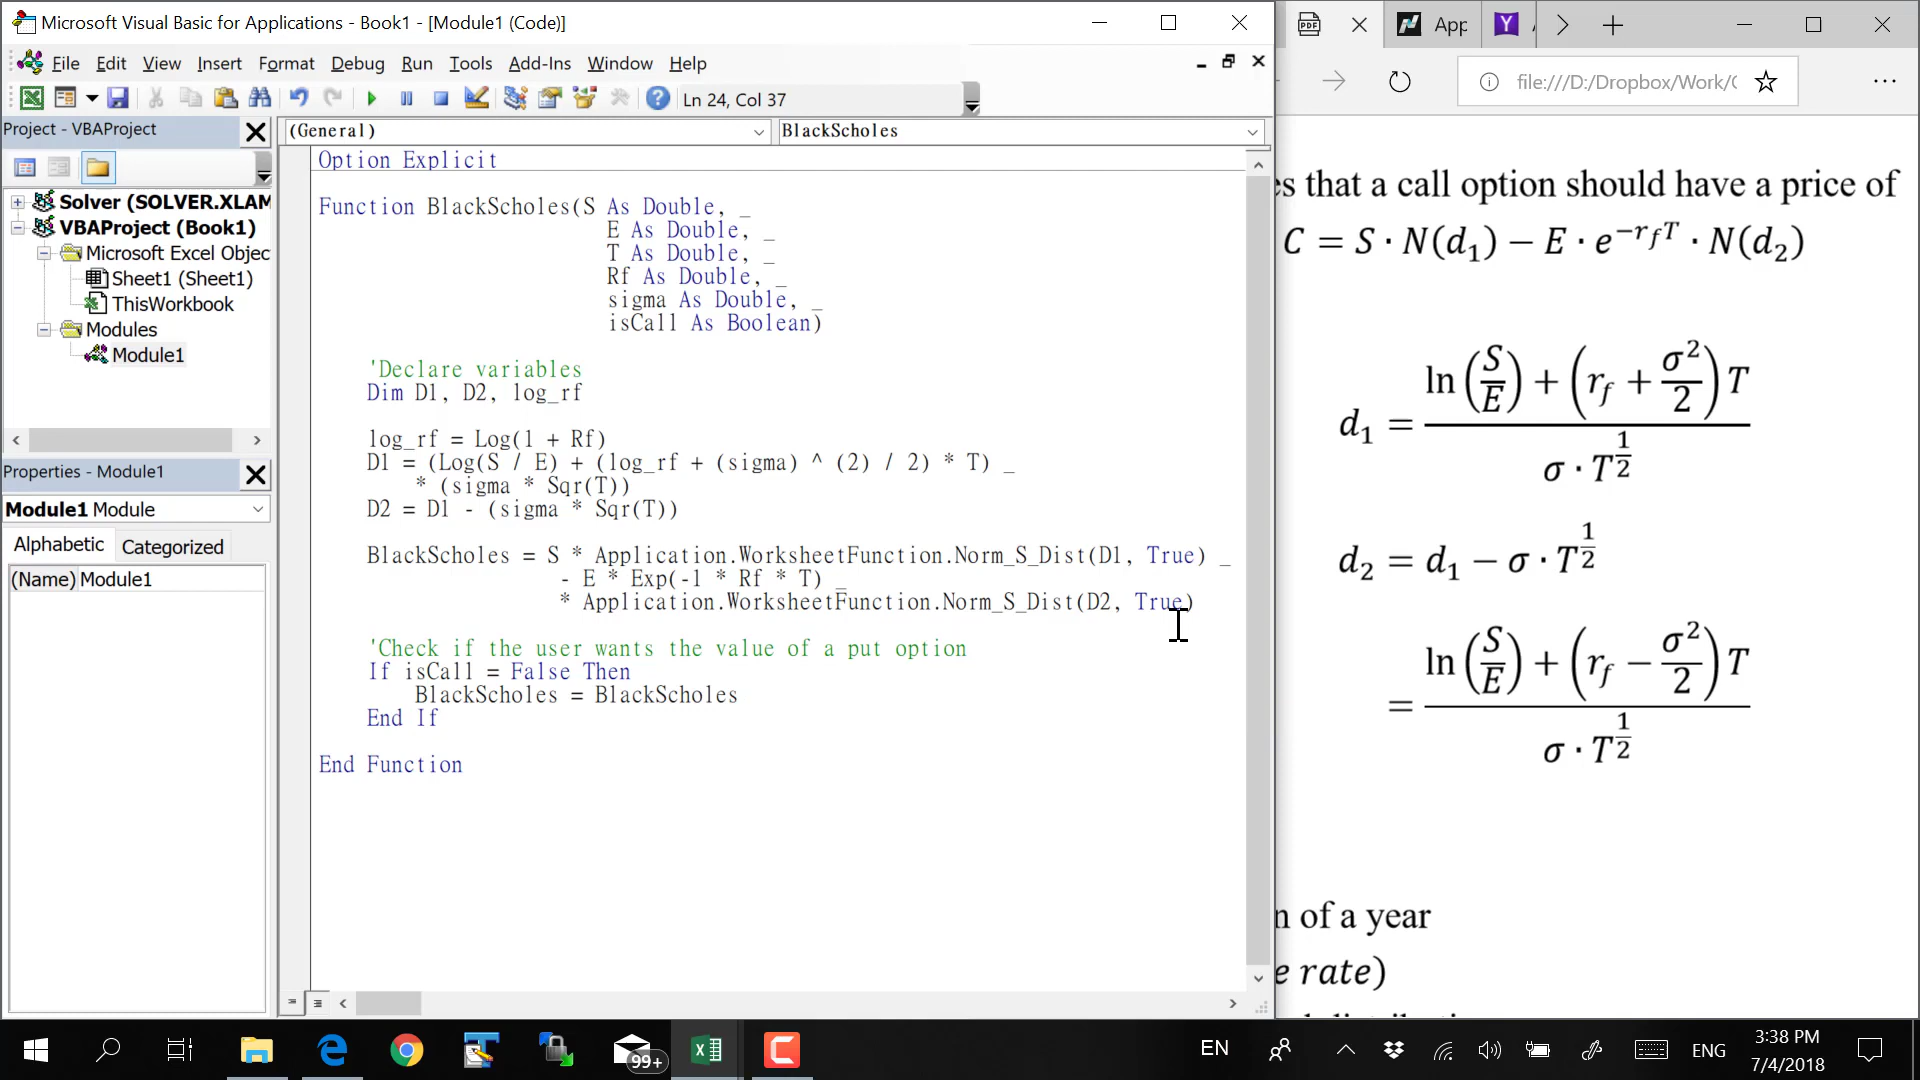 Microsoft Visual Basic for Applications - Book1 - [Module1 (Code)]
File Edit View Insert Format Debug Run Tools Add-Ins Window Help
Ln 24, Col 37
Project - VBAProject
Solver (SOLVER.XLAM
VBAProject (Book1)
Microsoft Excel Objec
Sheet1 (Sheet1)
ThisWorkbook
Modules
Module1
Properties - Module1
Module1 Module
Alphabetic Categorized
(Name) Module1
(General) BlackScholes
Option Explicit
Function BlackScholes(S As Double, _
E As Double, _
T As Double, _
Rf As Double, _
sigma As Double, _
isCall As Boolean)
'Declare variables
Dim D1, D2, log_rf
log_rf = Log(1 + Rf)
D1 = (Log(S / E) + (log_rf + (sigma) ^ (2) / 2) * T) _
* (sigma * Sqr(T))
D2 = D1 - (sigma * Sqr(T))
BlackScholes = S * Application.WorksheetFunction.Norm_S_Dist(D1, True) _
- E * Exp(-1 * Rf * T) _
* Application.WorksheetFunction.Norm_S_Dist(D2, True)
'Check if the user wants the value of a put option
If isCall = False Then
BlackScholes = BlackScholes
End If
End Function
App
file:///D:/Dropbox/Work/
es that a call option should have a price of
C = S · N(d₁) − E · e^(−r_f T) · N(d₂)
d₁ = (ln(S/E) + (r_f + σ²/2)T) / (σ · T^(1/2))
d₂ = d₁ − σ · T^(1/2)
= (ln(S/E) + (r_f − σ²/2)T) / (σ · T^(1/2))
n of a year
e rate)
99+
EN
ENG
3:38 PM
7/4/2018